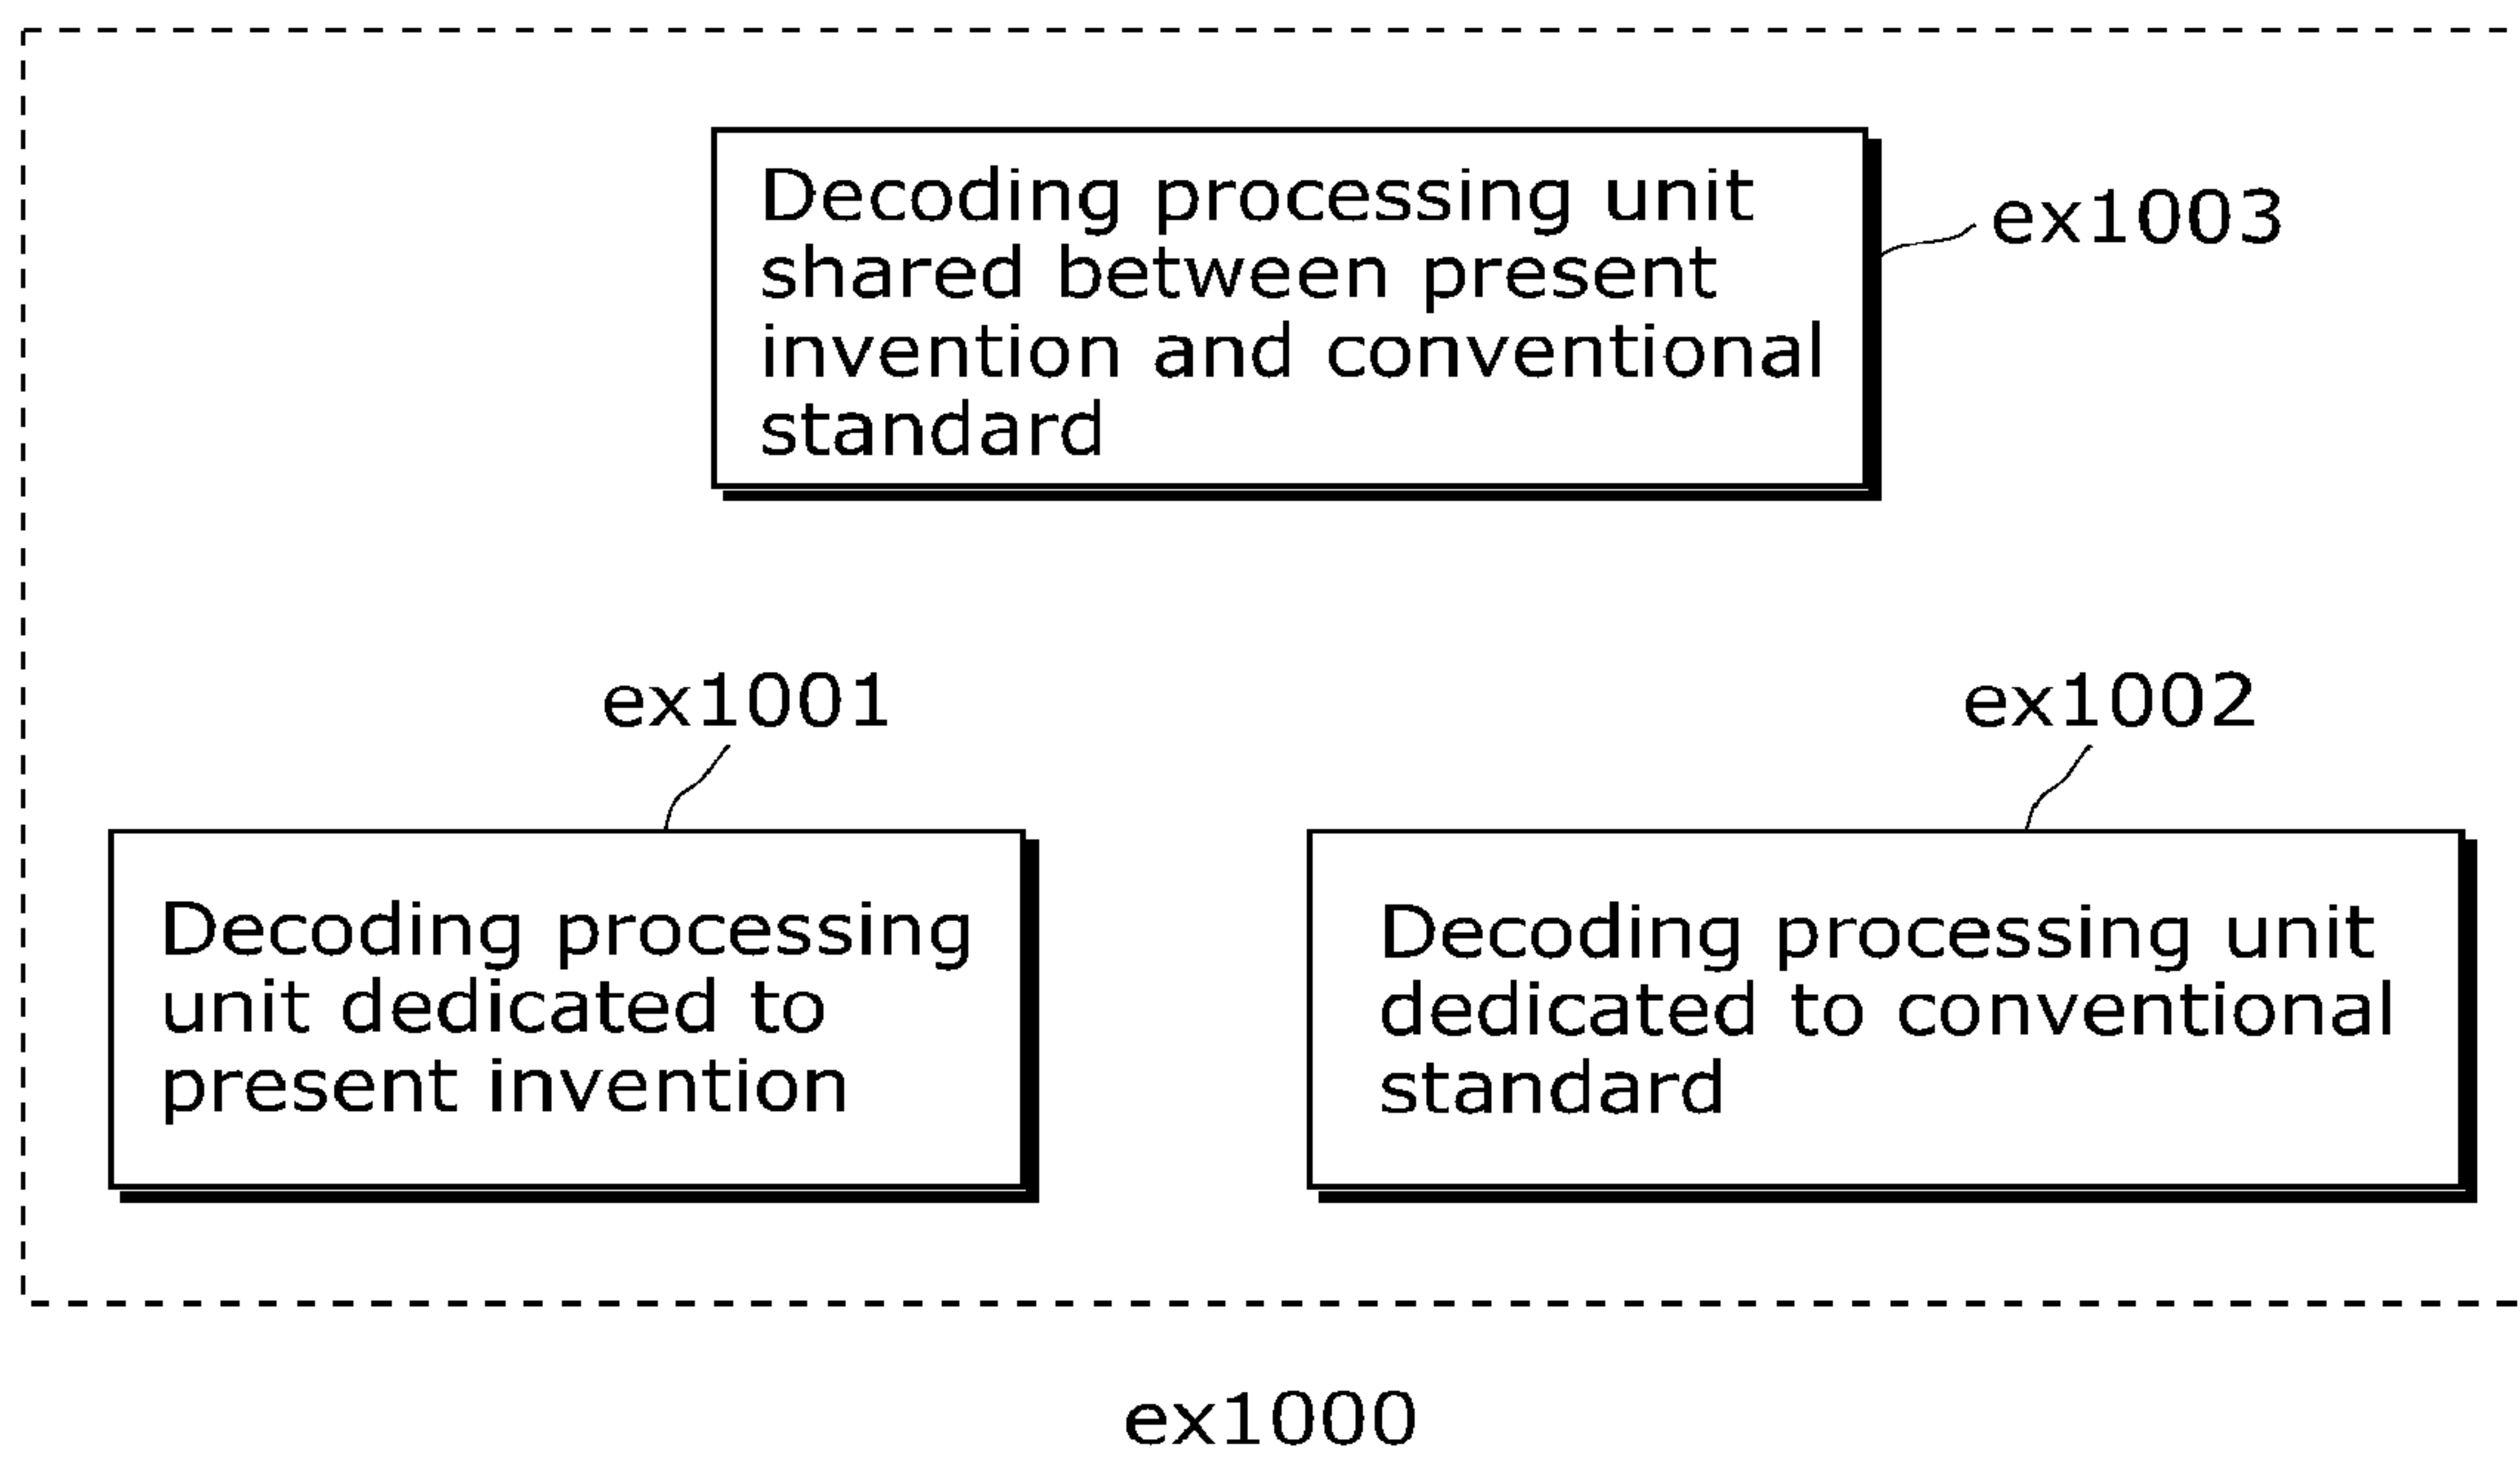 Decoding processing unit
shared between present
invention and conventional
standard
ex1003
ex1001
ex1002
Decoding processing
unit dedicated to
present invention
Decoding processing unit
dedicated to conventional
standard
ex1000